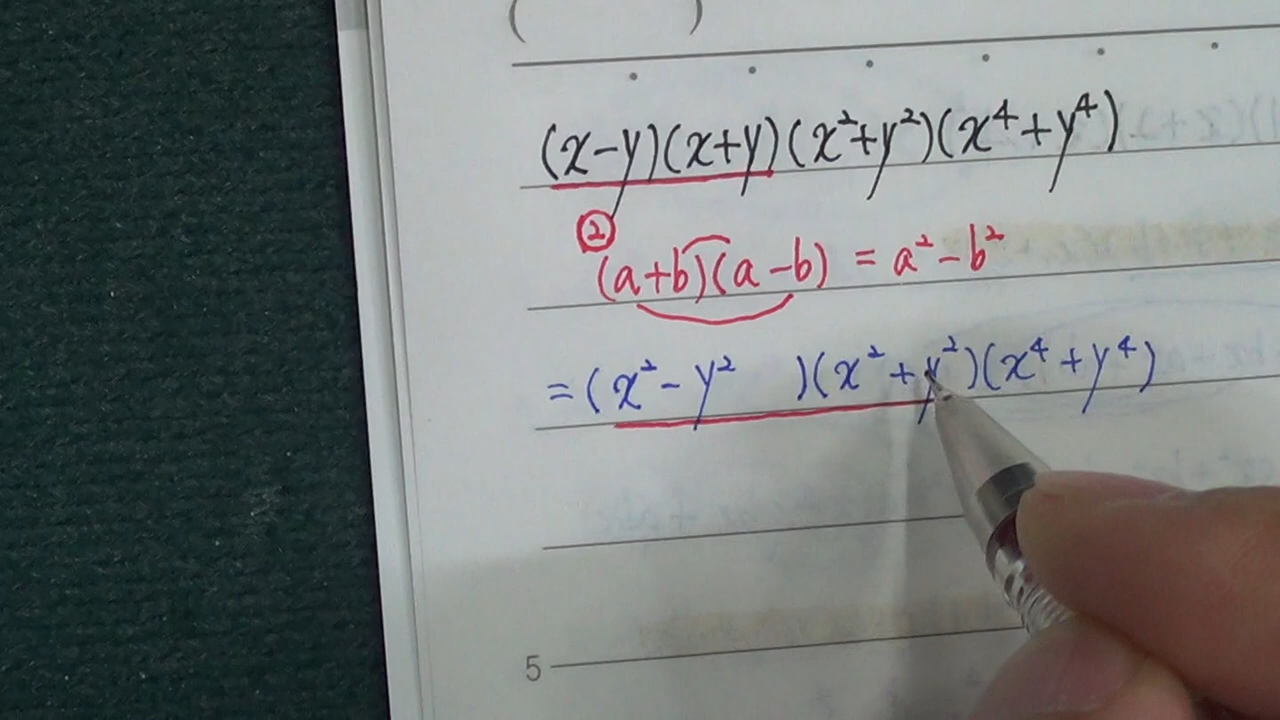 (        )
(x-y)(x+y)(x²+y²)(x⁴+y⁴)
②
(a+b)(a-b) = a²-b²
=(x²-y²   )(x²+y²)(x⁴+y⁴)
5